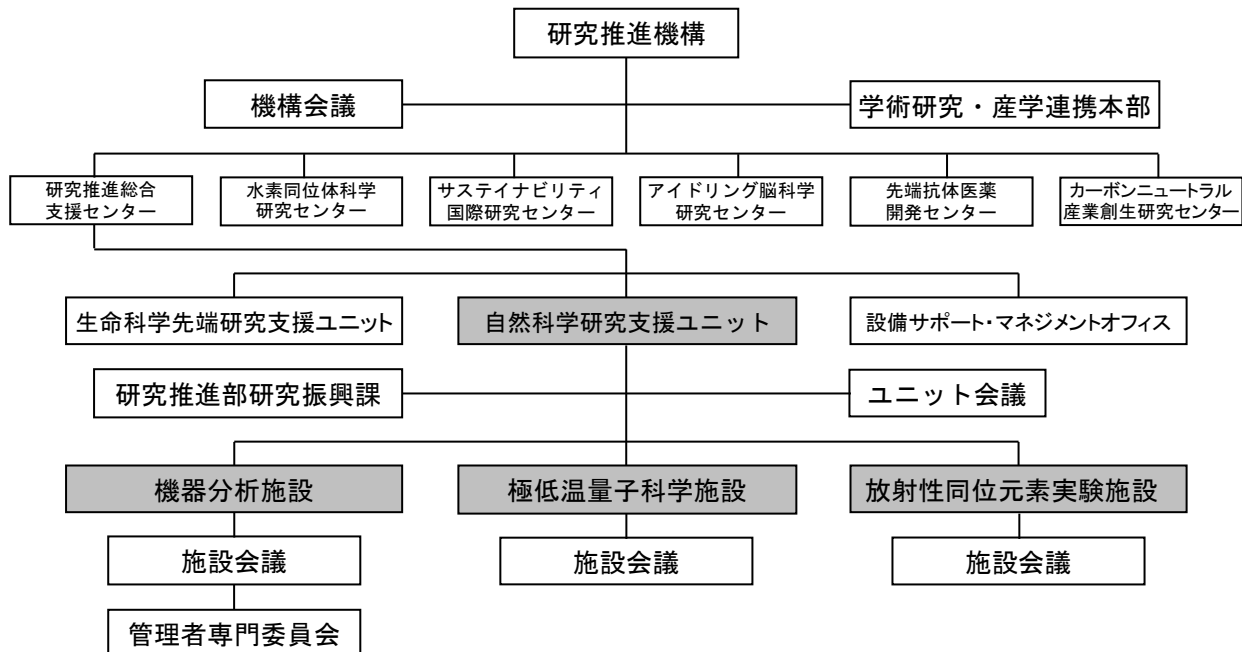 研究推進機構
機構会議
学術研究・産学連携本部
研究推進総合
支援センター
水素同位体科学
研究センター
サステイナビリティ
国際研究センター
アイドリング脳科学
研究センター
先端抗体医薬
開発センター
カーボンニュートラル
産業創生研究センター
生命科学先端研究支援ユニット
自然科学研究支援ユニット
設備サポート・マネジメントオフィス
研究推進部研究振興課
ユニット会議
機器分析施設
極低温量子科学施設
放射性同位元素実験施設
施設会議
施設会議
施設会議
管理者専門委員会